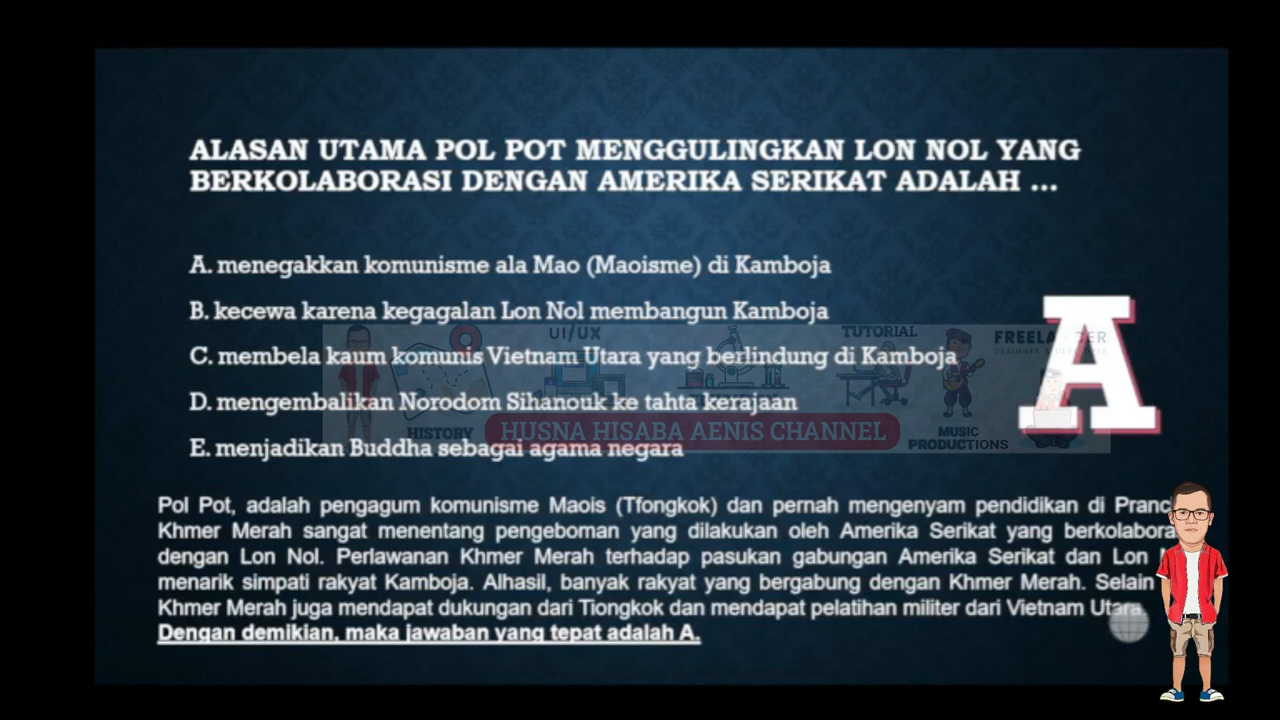 ALASAN UTAMA POL POT MENGGULINGKAN LON NOL YANG
BERKOLABORASI DENGAN AMERIKA SERIKAT ADALAH ...
A. menegakkan komunisme ala Mao (Maoisme) di Kamboja
B. kecewa karena kegagalan Lon Nol membangun Kamboja
C. membela kaum komunis Vietnam Utara yang berlindung di Kamboja
D. mengembalikan Norodom Sihanouk ke tahta kerajaan
E. menjadikan Buddha sebagai agama negara
A
UI/UX
TUTORIAL
HISTORY
HUSNA HISABA AENIS CHANNEL
MUSIC
PRODUCTIONS
Pol Pot, adalah pengagum komunisme Maois (Tfongkok) dan pernah mengenyam pendidikan di Pranc
Khmer Merah sangat menentang pengeboman yang dilakukan oleh Amerika Serikat yang berkolabora
dengan Lon Nol. Perlawanan Khmer Merah terhadap pasukan gabungan Amerika Serikat dan Lon
menarik simpati rakyat Kamboja. Alhasil, banyak rakyat yang bergabung dengan Khmer Merah. Selain
Khmer Merah juga mendapat dukungan dari Tiongkok dan mendapat pelatihan militer dari Vietnam Utara.
Dengan demikian, maka jawaban yang tepat adalah A.